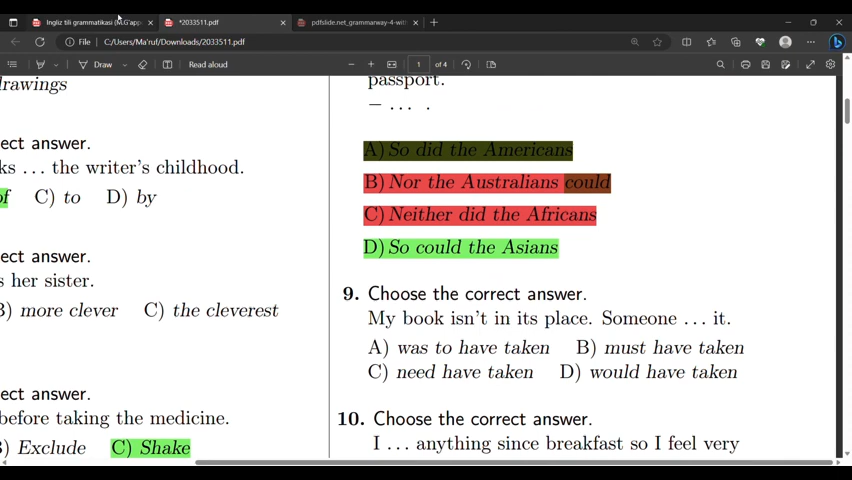 Ingliz tili grammatikasi (M.G'app
*2033511.pdf
pdfslide.net_grammarway-4-with
File
C:/Users/Ma'ruf/Downloads/2033511.pdf
Draw
Read aloud
1
of 4
drawings
ect answer.
ks ... the writer's childhood.
of C) to D) by
ect answer.
s her sister.
B) more clever C) the cleverest
ect answer.
before taking the medicine.
B) Exclude C) Shake
passport.
– ... .
A) So did the Americans
B) Nor the Australians could
C) Neither did the Africans
D) So could the Asians
9. Choose the correct answer.
My book isn't in its place. Someone ... it.
A) was to have taken B) must have taken
C) need have taken D) would have taken
10. Choose the correct answer.
I ... anything since breakfast so I feel very